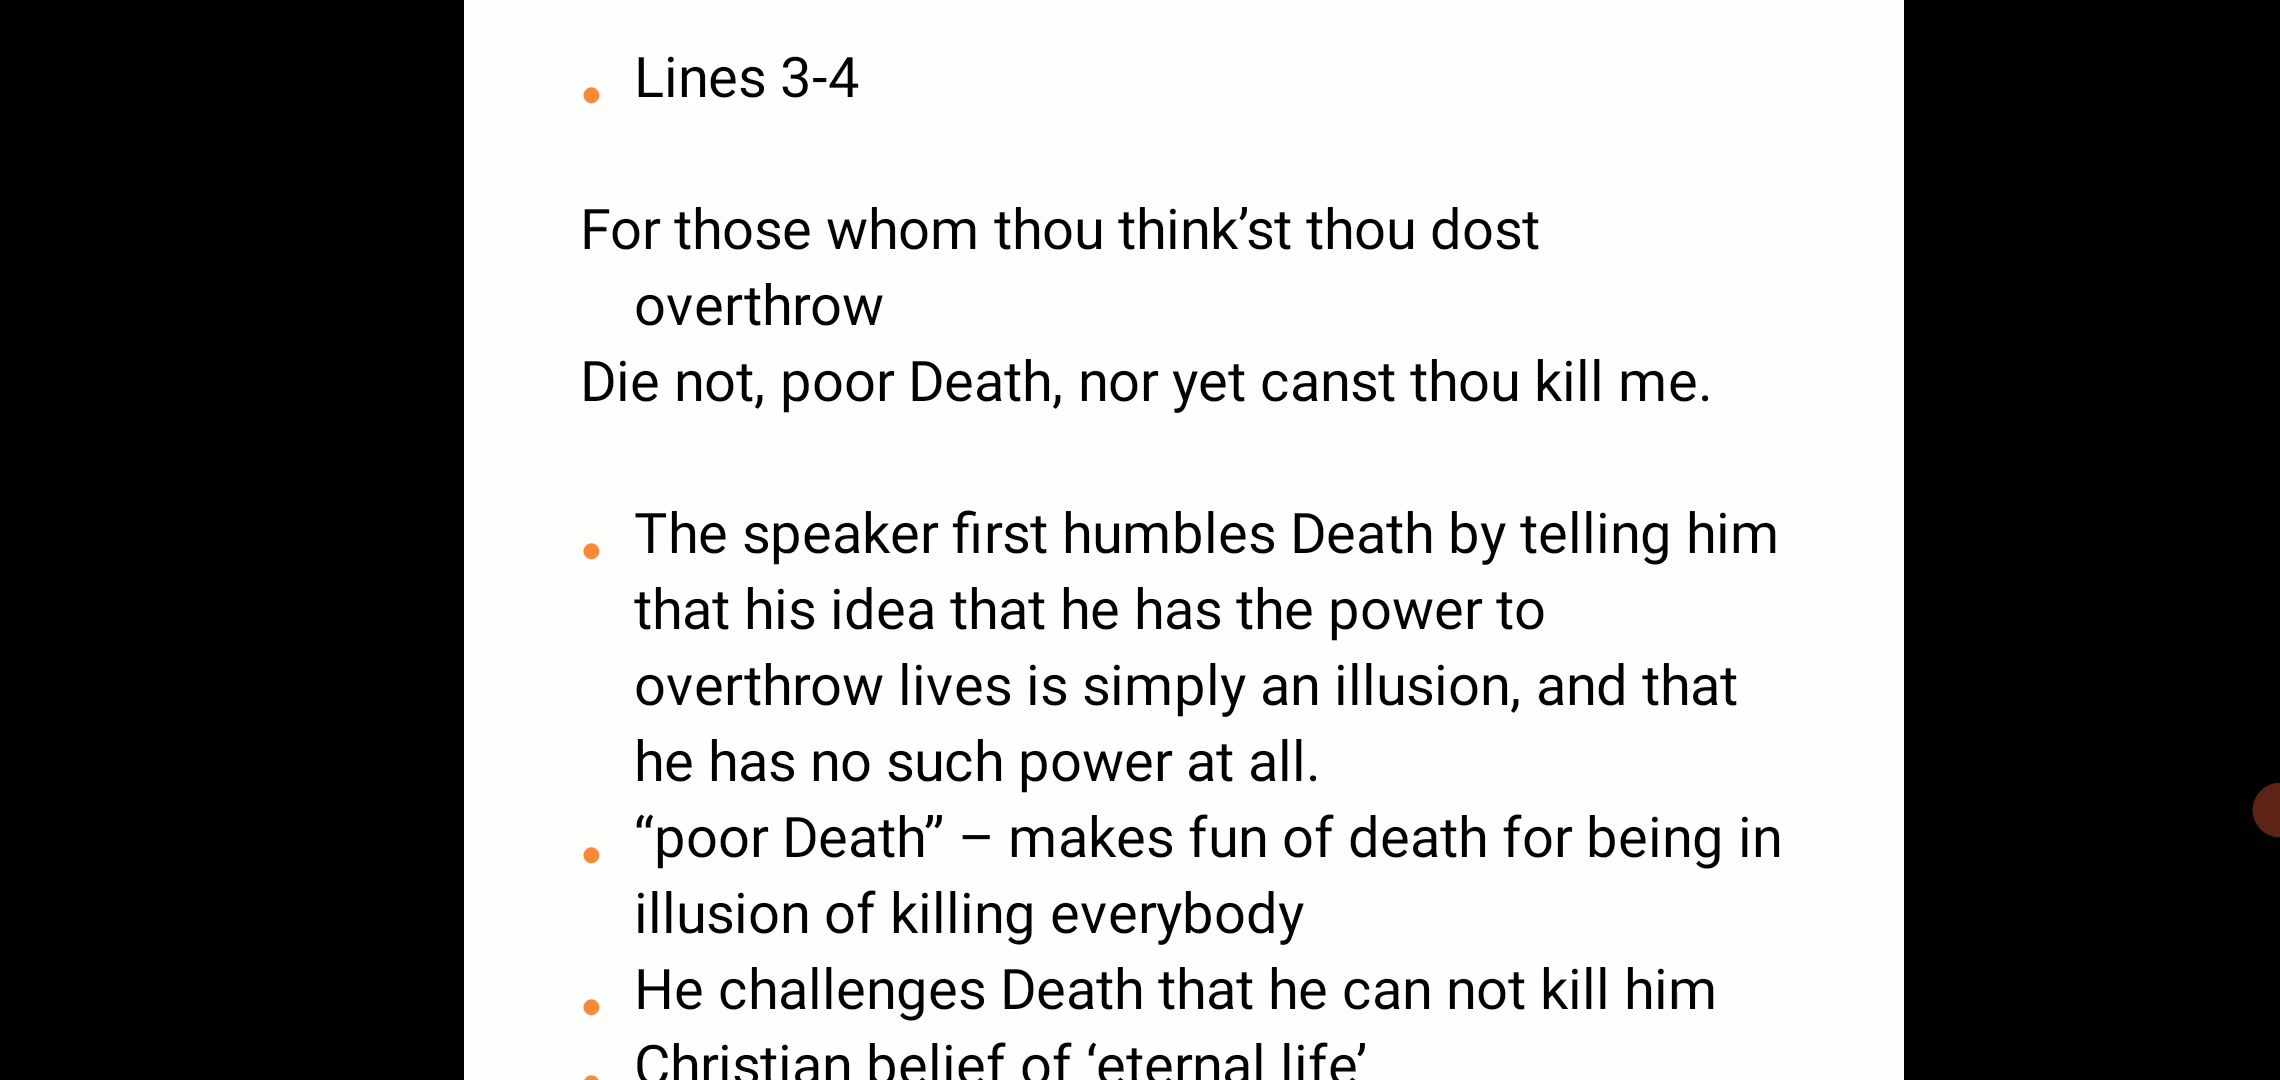 • Lines 3-4
For those whom thou think’st thou dost
overthrow
Die not, poor Death, nor yet canst thou kill me.
• The speaker first humbles Death by telling him
that his idea that he has the power to
overthrow lives is simply an illusion, and that
he has no such power at all.
• “poor Death” – makes fun of death for being in
illusion of killing everybody
• He challenges Death that he can not kill him
• Christian belief of ‘eternal life’